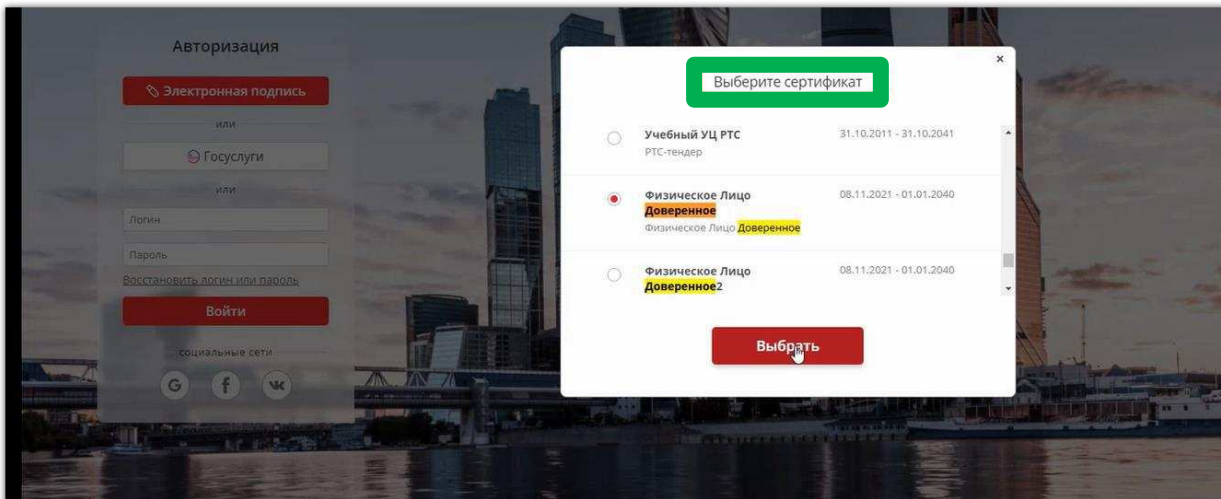 Авторизация
Электронная подпись
или
Госуслуги
или
Логин
Пароль
Восстановить логин или пароль
Войти
социальные сети
G f
Выберите сертификат
×
Учебный УЦ РТС 31.10.2011 - 31.10.2041
РТС-тендер
Физическое Лицо 08.11.2021 - 01.01.2040
Доверенное
Физическое Лицо Доверенное
Физическое Лицо 08.11.2021 - 01.01.2040
Доверенное2
Выбрать